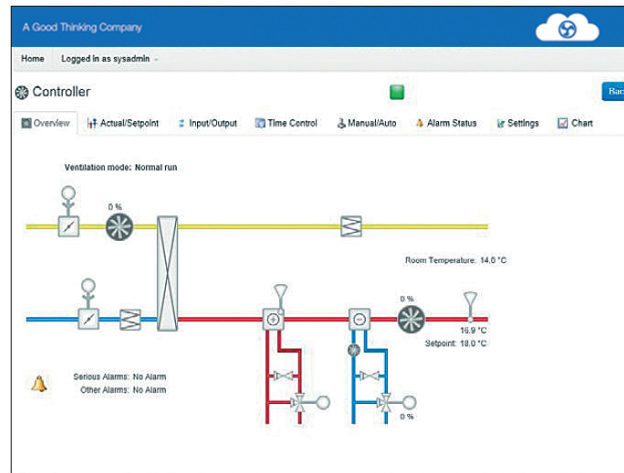 A Good Thinking Company
Home Logged in as sysadmin -
Controller
Overview Actual/Setpoint Input/Output Time Control Manual/Auto Alarm Status Settings Chart
Ventilation mode: Normal run
0 %
Room Temperature: 14.0 °C
0 %
16.9 °C
Setpoint: 18.0 °C
Serious Alarms: No Alarm
Other Alarms: No Alarm
0 %